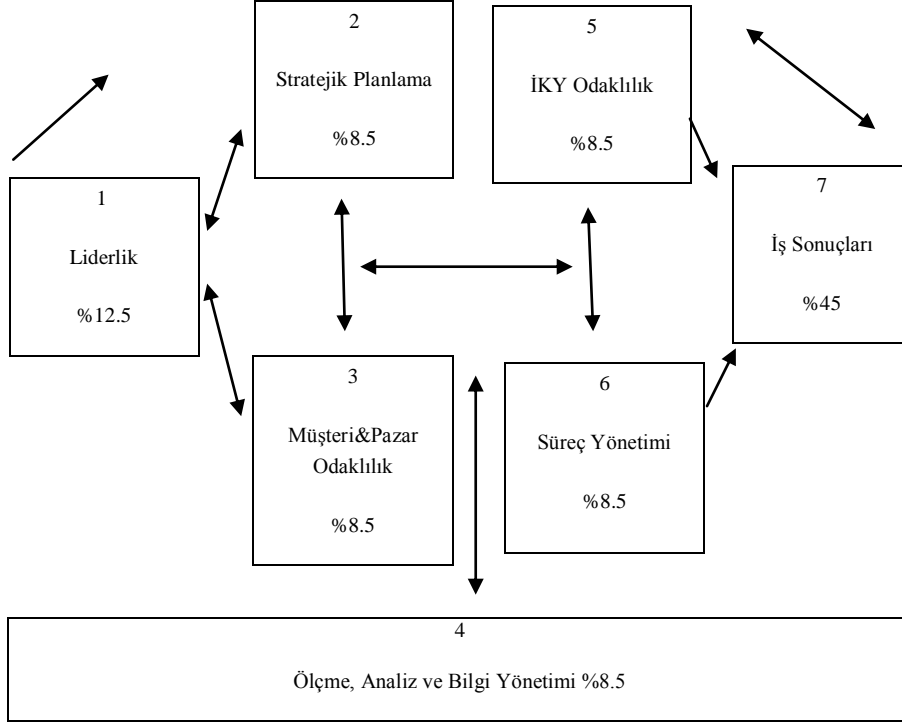 1
Liderlik
%12.5
2
Stratejik Planlama
%8.5
3
Müşteri&Pazar
Odaklılık
%8.5
4
Ölçme, Analiz ve Bilgi Yönetimi %8.5
5
İKY Odaklılık
%8.5
6
Süreç Yönetimi
%8.5
7
İş Sonuçları
%45